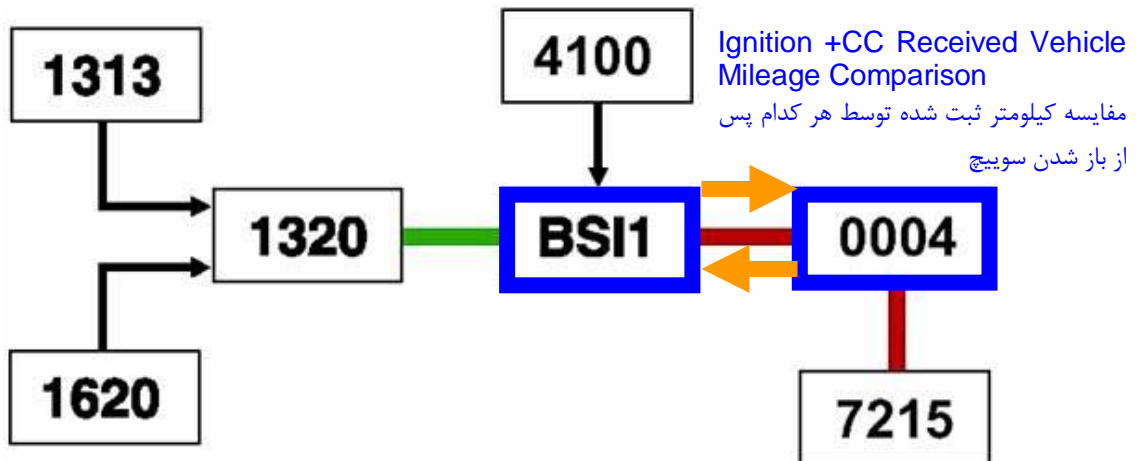 1313
4100
Ignition +CC Received Vehicle
Mileage Comparison
مفایسه کیلومتر ثبت شده توسط هر کدام پس
از باز شدن سوییچ
1320
BSI1
0004
1620
7215